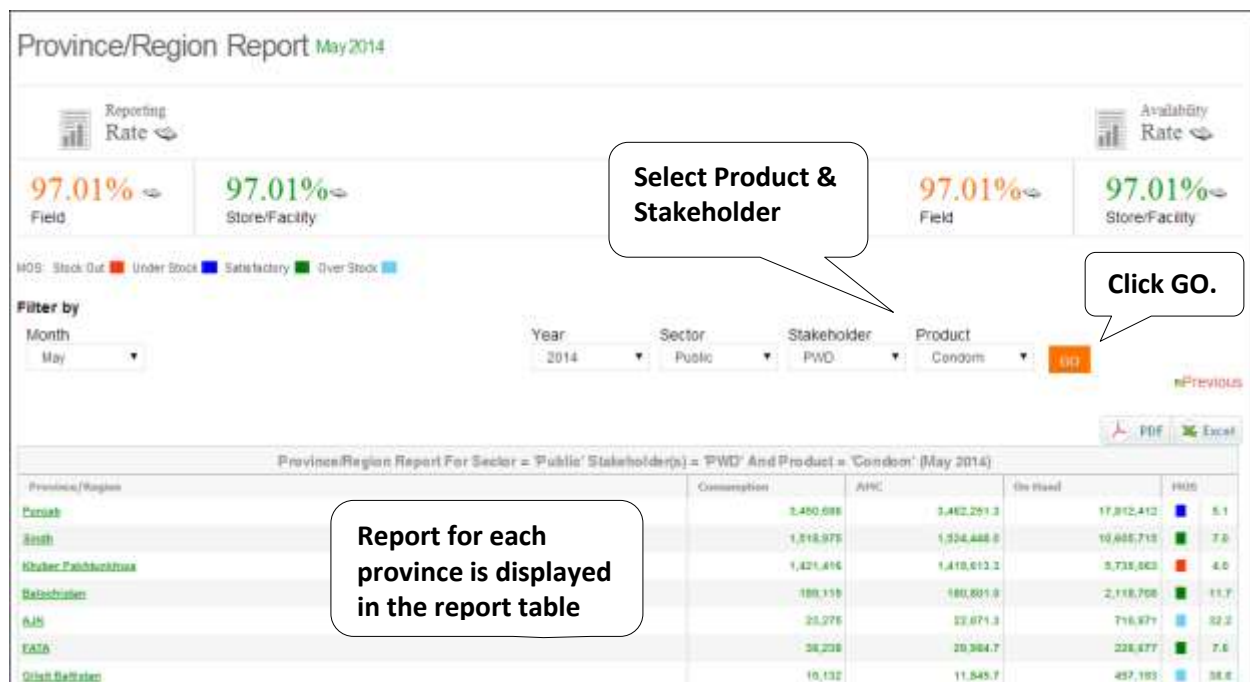 Province/Region Report May 2014
Reporting
Rate
Availability
Rate
97.01%
Field
97.01%
Store/Facility
Select Product &
Stakeholder
97.01%
Field
97.01%
Store/Facility
MOS: Stock Out Under Stock Satisfactory Over Stock
Click GO.
Filter by
Month Year Sector Stakeholder Product
May 2014 Public PWD Condom GO
Previous
PDF Excel
Province/Region Report For Sector = 'Public' Stakeholder(s) = 'PWD' And Product = 'Condom' (May 2014)
Province/Region Consumption AMC On Hand MOS
Punjab 5.1
Sindh 7.0
Khyber Pakhtunkhwa 4.0
Balochistan 11.7
AJK 32.2
FATA 7.6
Gilgit Baltistan 38.6
Report for each
province is displayed
in the report table